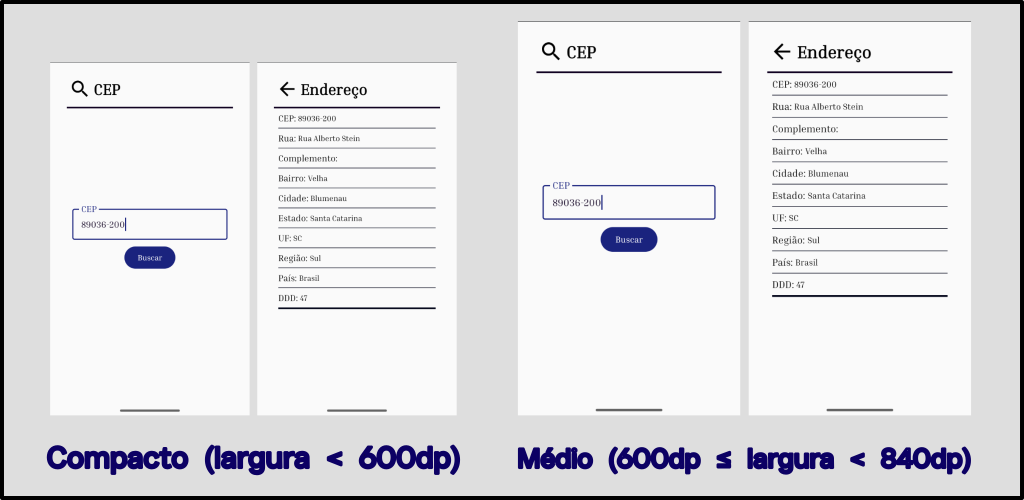 CEP
CEP
89036-200
Buscar
Endereço
CEP: 89036-200
Rua: Rua Alberto Stein
Complemento:
Bairro: Velha
Cidade: Blumenau
Estado: Santa Catarina
UF: SC
Região: Sul
País: Brasil
DDD: 47
Compacto (largura < 600dp)
CEP
CEP
89036-200
Buscar
Endereço
CEP: 89036-200
Rua: Rua Alberto Stein
Complemento:
Bairro: Velha
Cidade: Blumenau
Estado: Santa Catarina
UF: SC
Região: Sul
País: Brasil
DDD: 47
Médio (600dp ≤ largura < 840dp)